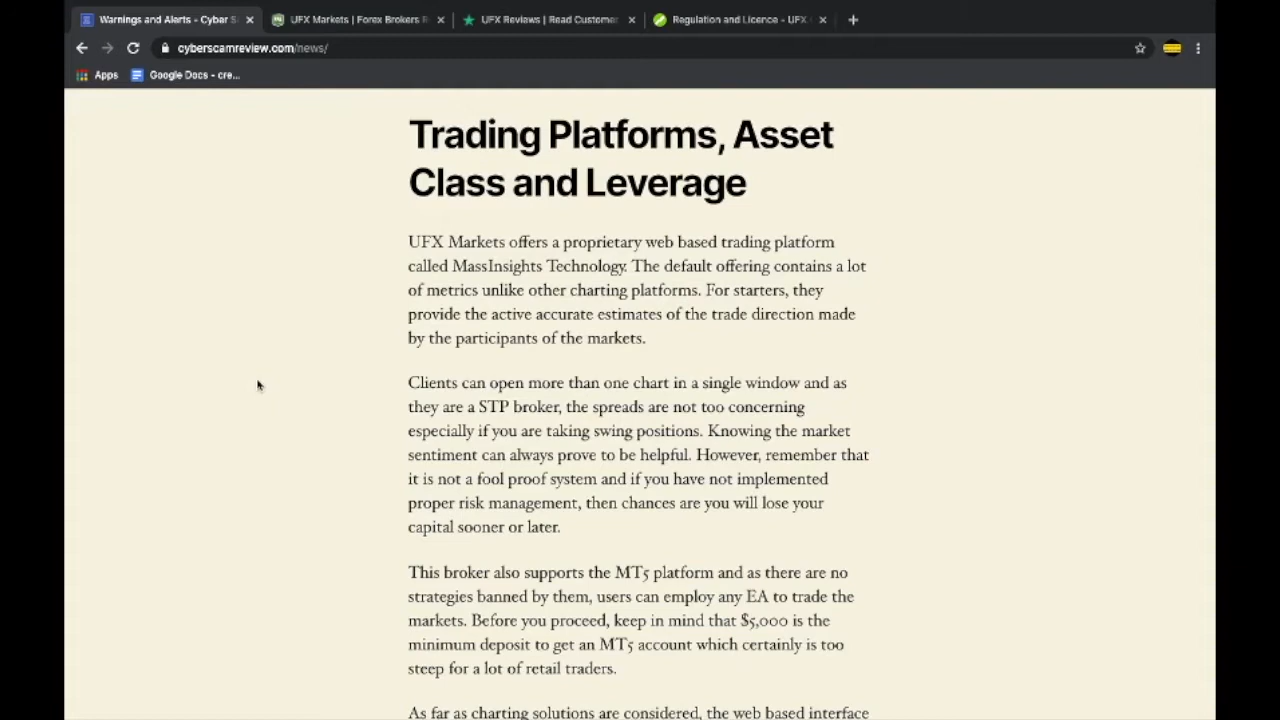 Warnings and Alerts - Cyber S
UFX Markets | Forex Brokers R
UFX Reviews | Read Customer
Regulation and Licence - UFX
cyberscamreview.com/news/
Apps
Google Docs - cre...
Trading Platforms, Asset
Class and Leverage
UFX Markets offers a proprietary web based trading platform
called MassInsights Technology. The default offering contains a lot
of metrics unlike other charting platforms. For starters, they
provide the active accurate estimates of the trade direction made
by the participants of the markets.
Clients can open more than one chart in a single window and as
they are a STP broker, the spreads are not too concerning
especially if you are taking swing positions. Knowing the market
sentiment can always prove to be helpful. However, remember that
it is not a fool proof system and if you have not implemented
proper risk management, then chances are you will lose your
capital sooner or later.
This broker also supports the MT5 platform and as there are no
strategies banned by them, users can employ any EA to trade the
markets. Before you proceed, keep in mind that $5,000 is the
minimum deposit to get an MT5 account which certainly is too
steep for a lot of retail traders.
As far as charting solutions are considered, the web based interface